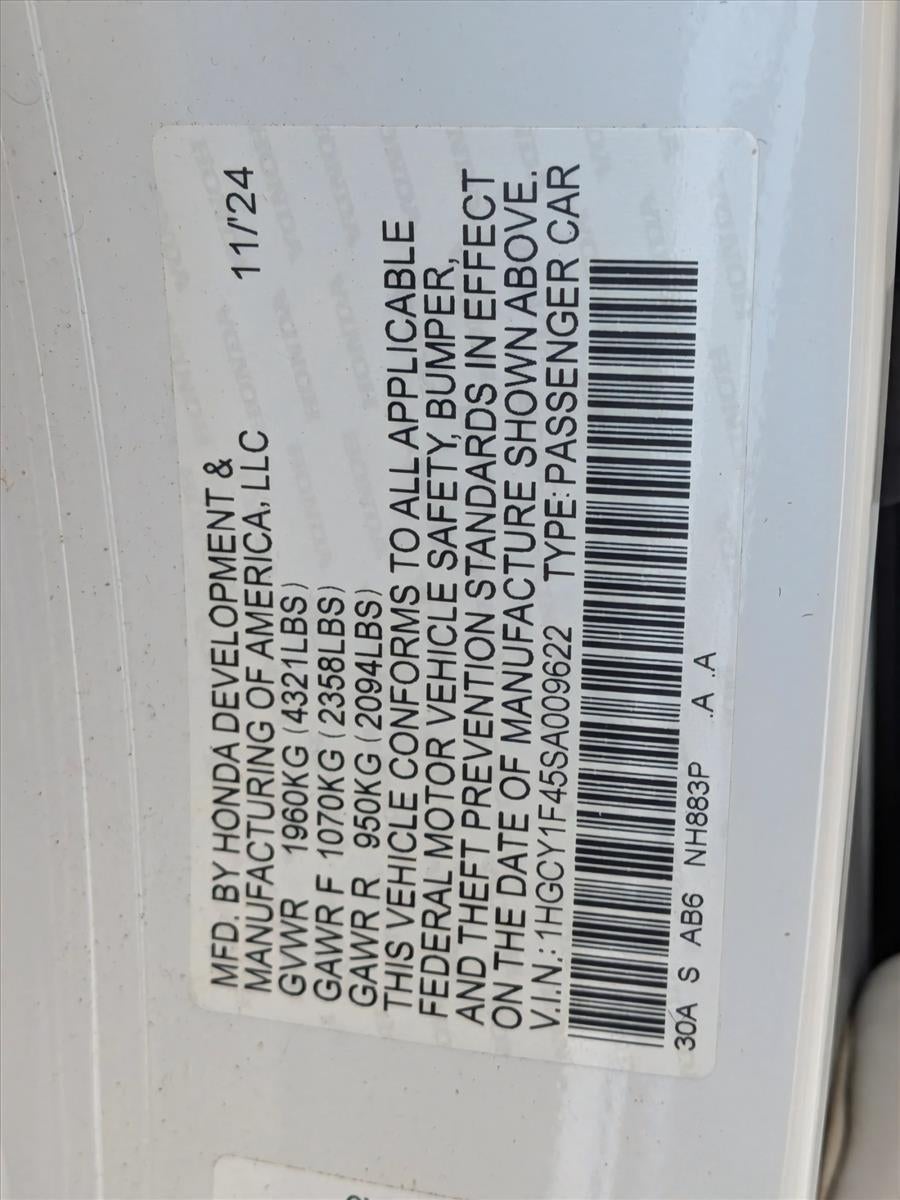 MFD. BY HONDA DEVELOPMENT &
MANUFACTURING OF AMERICA, LLC 11/'24
GVWR 1960KG (4321LBS)
GAWR F 1070KG (2358LBS)
GAWR R 950KG (2094LBS)
THIS VEHICLE CONFORMS TO ALL APPLICABLE
FEDERAL MOTOR VEHICLE SAFETY, BUMPER,
AND THEFT PREVENTION STANDARDS IN EFFECT
ON THE DATE OF MANUFACTURE SHOWN ABOVE.
V.I.N.: 1HGCY1F45SA009622 TYPE: PASSENGER CAR
30A S AB6 NH883P .A .A